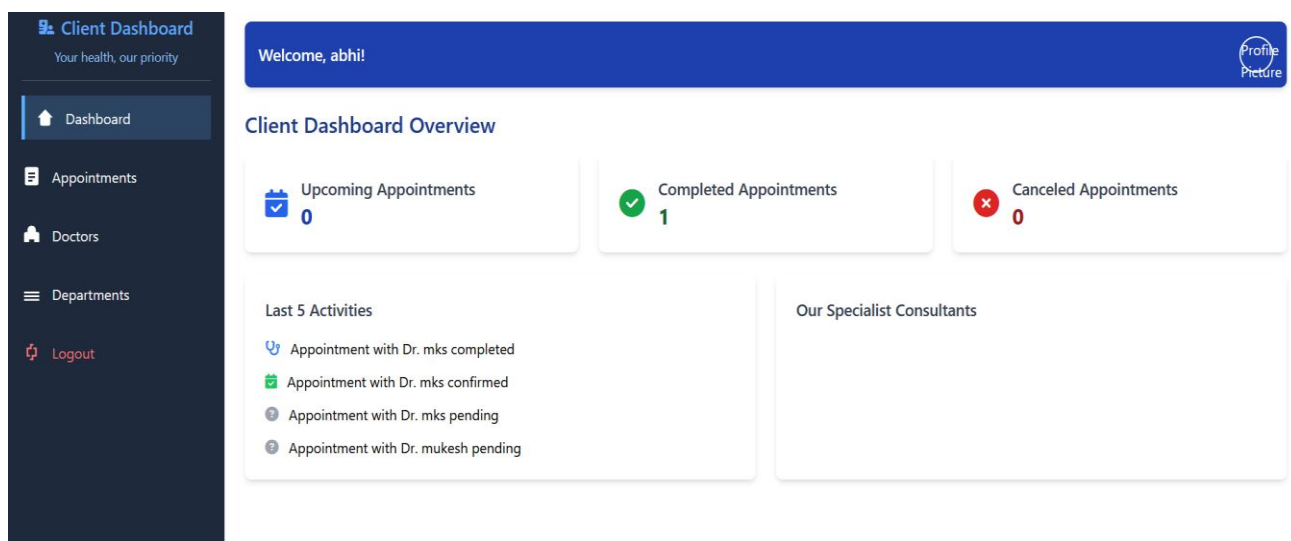 Client Dashboard
Your health, our priority
Dashboard
Appointments
Doctors
Departments
Logout
Welcome, abhi!
Profile
Picture
Client Dashboard Overview
Upcoming Appointments
0
Completed Appointments
1
Canceled Appointments
0
Last 5 Activities
Appointment with Dr. mks completed
Appointment with Dr. mks confirmed
Appointment with Dr. mks pending
Appointment with Dr. mukesh pending
Our Specialist Consultants